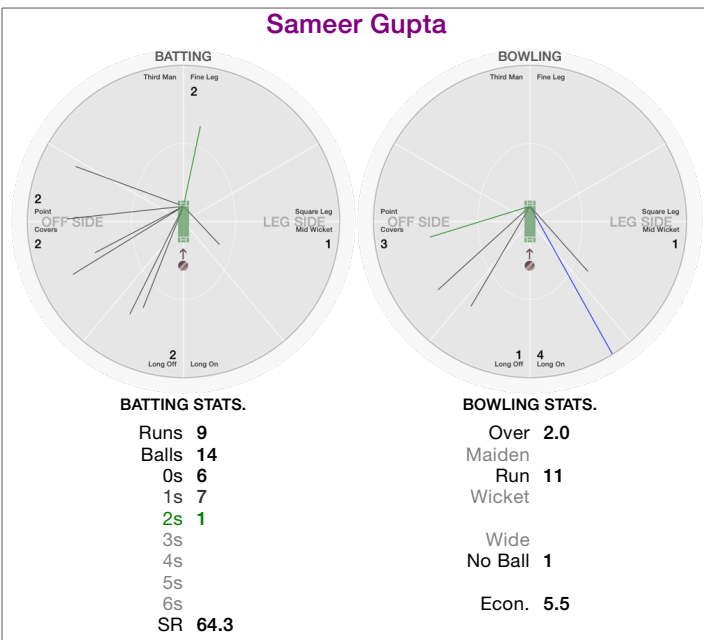 Sameer Gupta
BATTING
Third Man Fine Leg
2
2
Point
OFF SIDE
Covers
2
Square Leg
LEG SIDE
Mid Wicket
1
2
Long Off Long On
BOWLING
Third Man Fine Leg
Point
OFF SIDE
Covers
3
Square Leg
LEG SIDE
Mid Wicket
1
1 4
Long Off Long On
BATTING STATS.
Runs 9
Balls 14
0s 6
1s 7
2s 1
3s
4s
5s
6s
SR 64.3
BOWLING STATS.
Over 2.0
Maiden
Run 11
Wicket
Wide
No Ball 1
Econ. 5.5